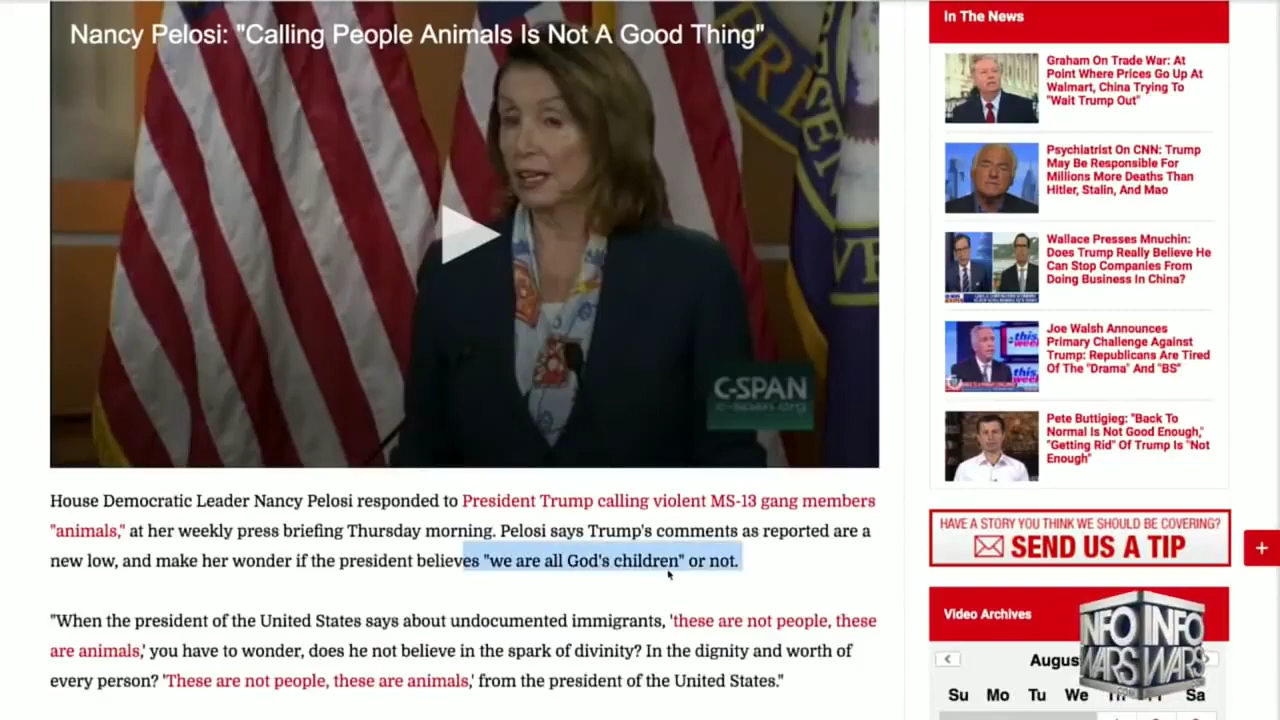 Nancy Pelosi: "Calling People Animals Is Not A Good Thing"
C-SPAN
c-span.org
House Democratic Leader Nancy Pelosi responded to President Trump calling violent MS-13 gang members
"animals," at her weekly press briefing Thursday morning. Pelosi says Trump's comments as reported are a
new low, and make her wonder if the president believes "we are all God's children" or not.
"When the president of the United States says about undocumented immigrants, 'these are not people, these
are animals,' you have to wonder, does he not believe in the spark of divinity? In the dignity and worth of
every person? 'These are not people, these are animals,' from the president of the United States."
In The News
Graham On Trade War: At
Point Where Prices Go Up At
Walmart, China Trying To
"Wait Trump Out"
Psychiatrist On CNN: Trump
May Be Responsible For
Millions More Deaths Than
Hitler, Stalin, And Mao
Wallace Presses Mnuchin:
Does Trump Really Believe He
Can Stop Companies From
Doing Business In China?
this
week
Joe Walsh Announces
Primary Challenge Against
Trump: Republicans Are Tired
Of The "Drama" And "BS"
Pete Buttigieg: "Back To
Normal Is Not Good Enough,"
"Getting Rid" Of Trump Is "Not
Enough"
HAVE A STORY YOU THINK WE SHOULD BE COVERING?
SEND US A TIP
+
Video Archives
Augus
Su Mo Tu We Sa
INFO INFO
WARS WARS